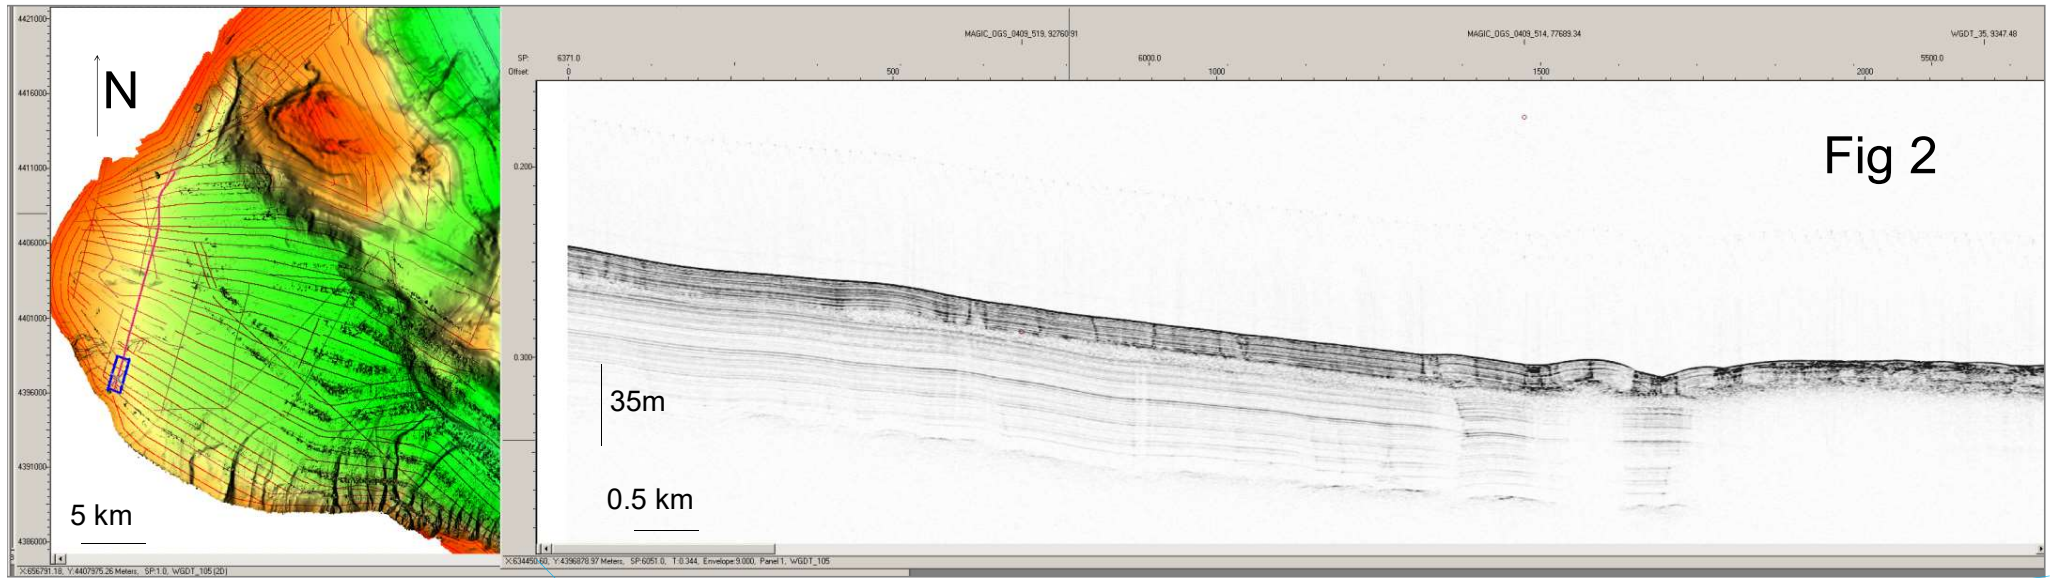 4421000
4416000
4411000
4406000
4401000
4396000
4391000
4386000
N
5 km
X:656791.18, Y:4407975.26 Meters, SP:1.0, WGDT_105 (2D)
MAGIC_OGS_0409_519, 92760.91
MAGIC_OGS_0409_514, 77689.34
WGDT_35, 9347.48
SP: 6371.0 6000.0 5500.0
Offset: 0 500 1000 1500 2000
0.200
0.300
Fig 2
35m
0.5 km
X:634450.60, Y:4396878.97 Meters, SP:6051.0, T:0.344, Envelope:9.000, Panel 1, WGDT_105